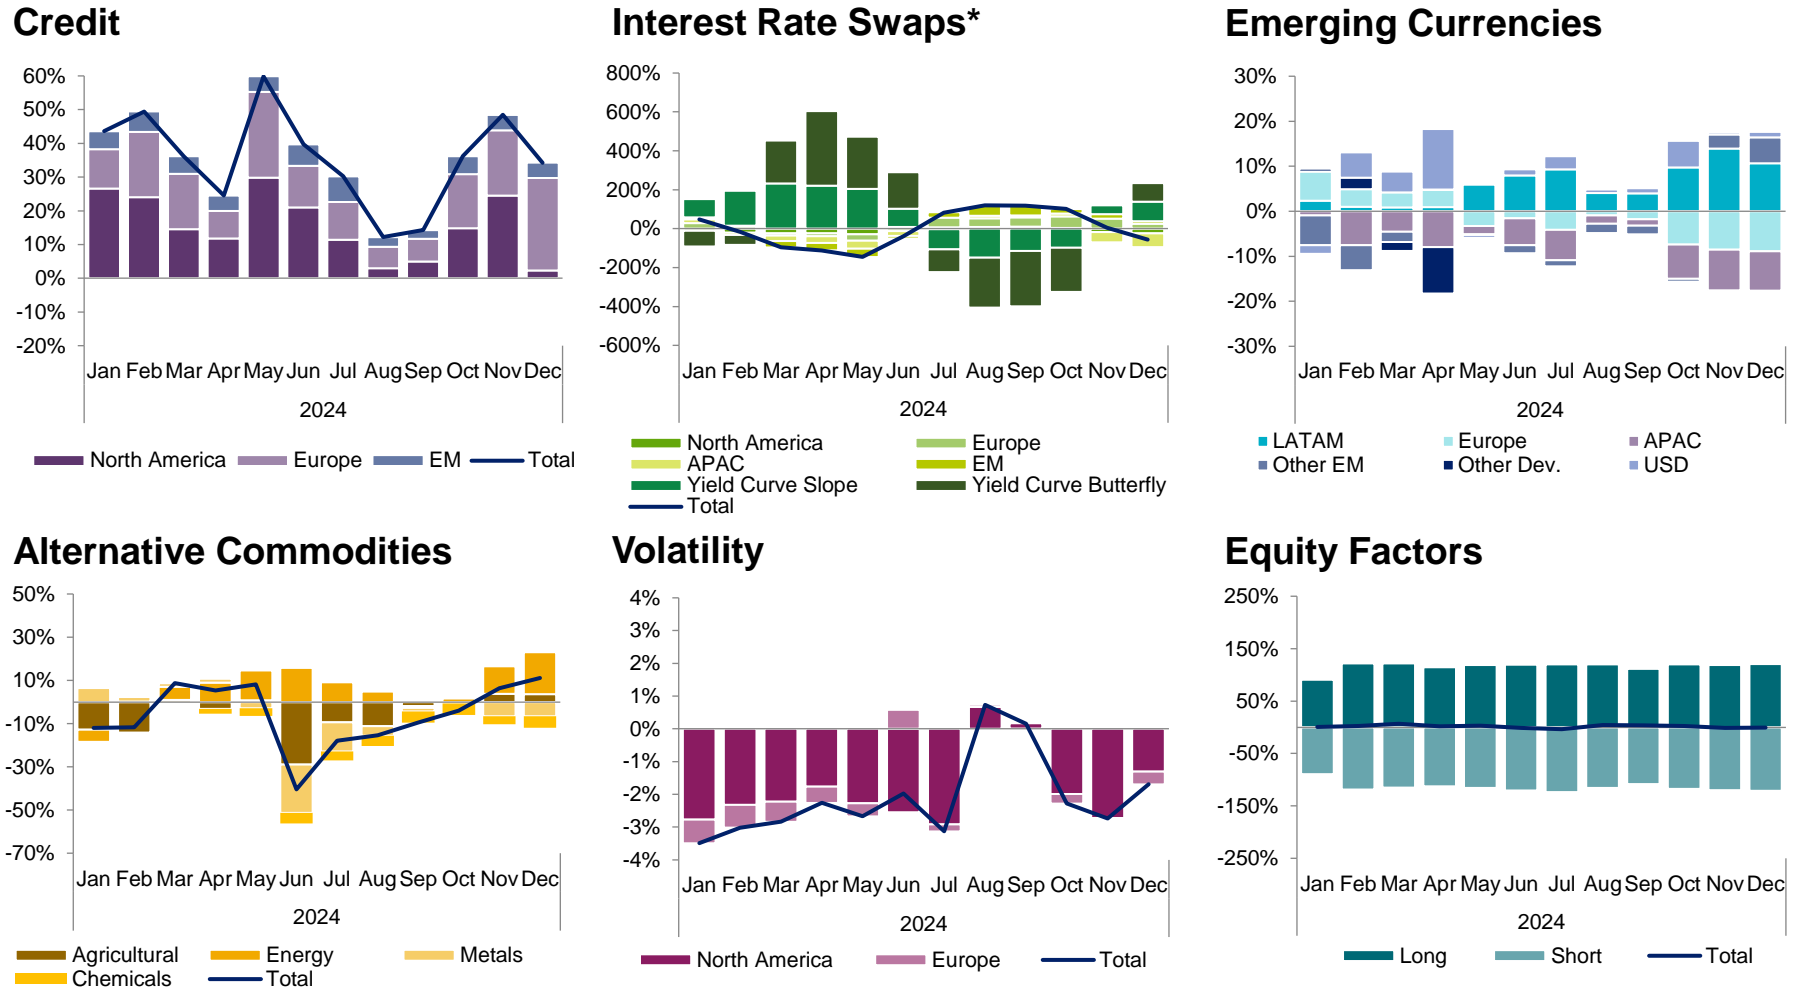 Credit
60%
50%
40%
30%
20%
10%
0%
-10%
-20%
Jan Feb Mar Apr May Jun Jul Aug Sep Oct Nov Dec
2024
North America Europe EM Total
Interest Rate Swaps*
800%
600%
400%
200%
0%
-200%
-400%
-600%
Jan Feb Mar Apr May Jun Jul Aug Sep Oct Nov Dec
2024
North America Europe
APAC EM
Yield Curve Slope Yield Curve Butterfly
Total
Emerging Currencies
30%
20%
10%
0%
-10%
-20%
-30%
Jan Feb Mar Apr May Jun Jul Aug Sep Oct Nov Dec
2024
LATAM Europe APAC
Other EM Other Dev. USD
Alternative Commodities
50%
30%
10%
-10%
-30%
-50%
-70%
Jan Feb Mar Apr May Jun Jul Aug Sep Oct Nov Dec
2024
Agricultural Energy Metals
Chemicals Total
Volatility
4%
3%
2%
1%
0%
-1%
-2%
-3%
-4%
Jan Feb Mar Apr May Jun Jul Aug Sep Oct Nov Dec
2024
North America Europe Total
Equity Factors
250%
150%
50%
-50%
-150%
-250%
Jan Feb Mar Apr May Jun Jul Aug Sep Oct Nov Dec
2024
Long Short Total